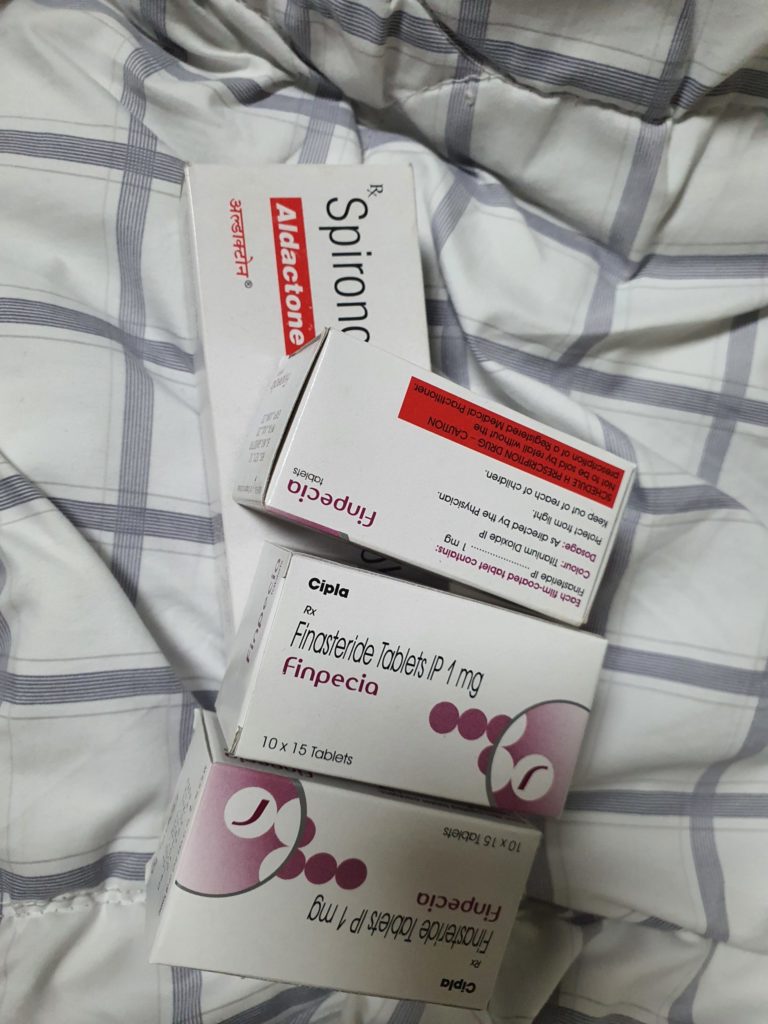 Rx
Spirono
Aldactone
अल्डाक्टोन ®
SCHEDULE H PRESCRIPTION DRUG – CAUTION
Not to be sold by retail without the
prescription of a Registered Medical Practitioner.
Keep out of reach of children.
Protect from light.
Dosage: As directed by the Physician.
Colour: Titanium Dioxide IP
Finasteride IP .................. 1 mg
Each film-coated tablet contains:
Finpecia
tablets
Cipla
Rx
Finasteride Tablets IP 1 mg
Finpecia
10 x 15 Tablets
Finpecia
Cipla
Rx
Finasteride Tablets IP 1 mg
Finpecia
10 x 15 Tablets